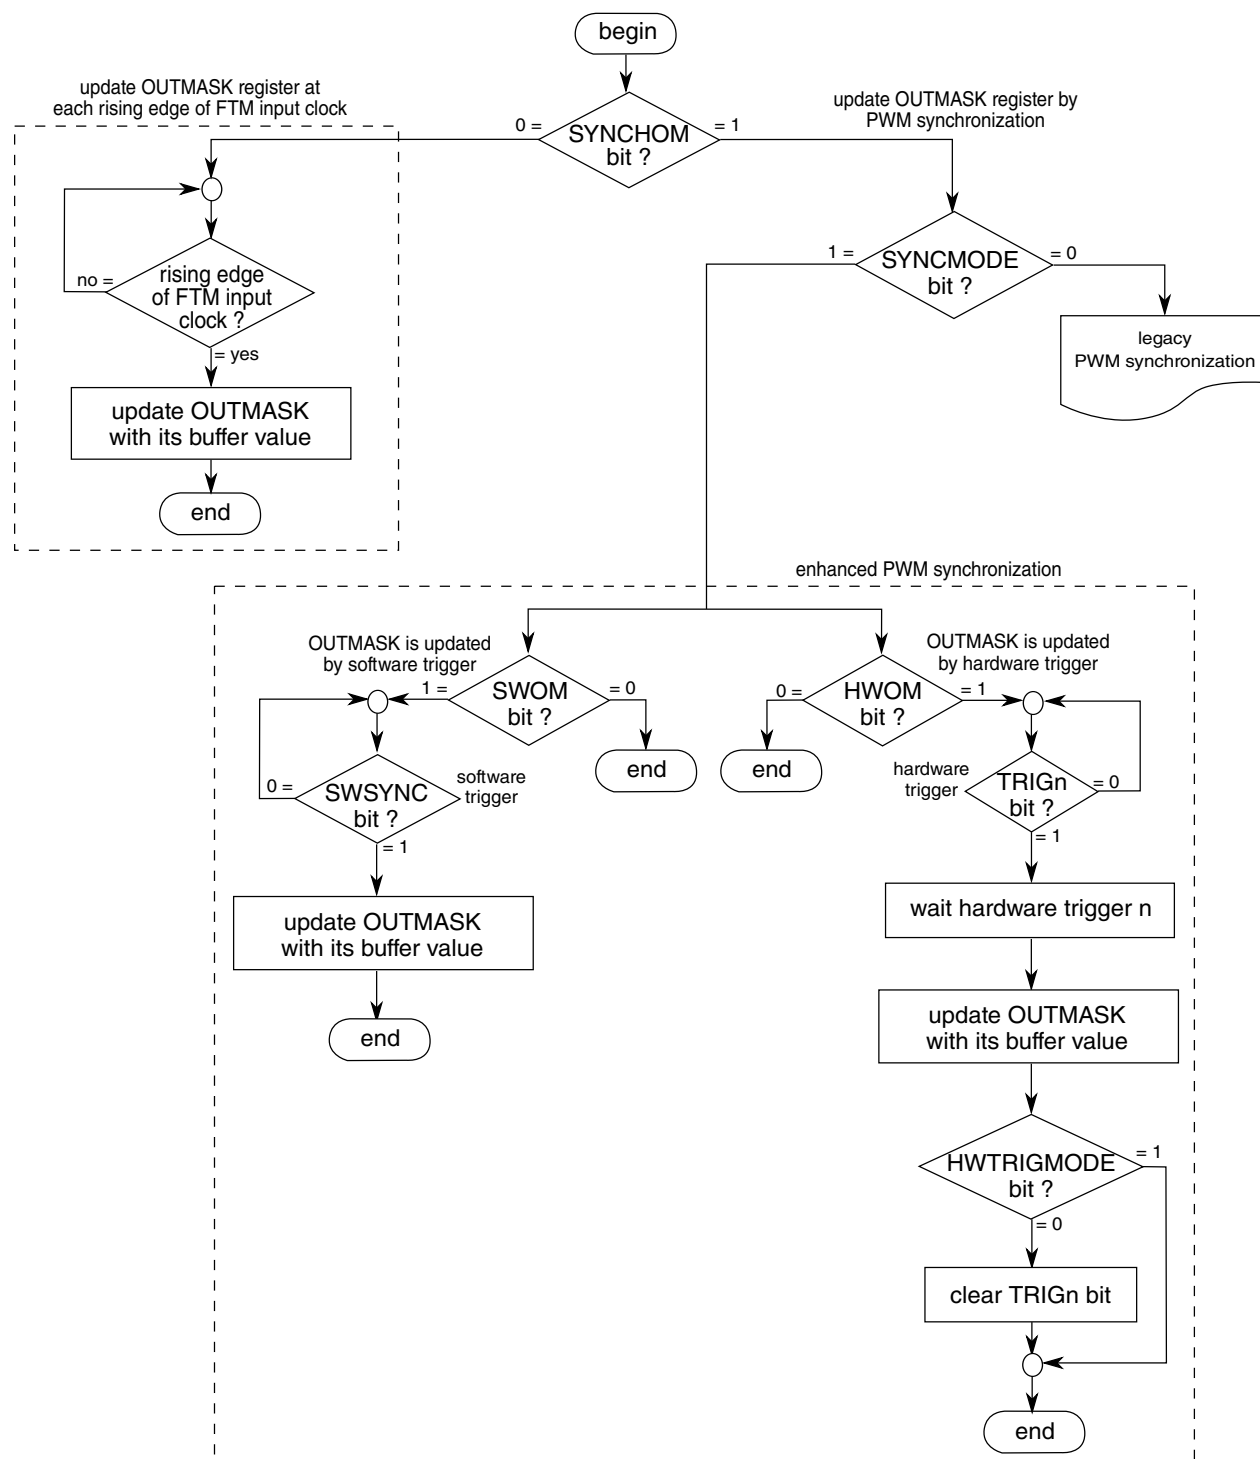 begin
update OUTMASK register at
each rising edge of FTM input clock
update OUTMASK register by
PWM synchronization
0 =
SYNCHOM
bit ?
= 1
1 =
SYNCMODE
bit ?
= 0
no =
rising edge
of FTM input
clock ?
= yes
legacy
PWM synchronization
update OUTMASK
with its buffer value
end
enhanced PWM synchronization
OUTMASK is updated
by software trigger
1 =
SWOM
bit ?
= 0
end
0 =
SWSYNC
bit ?
software
trigger
= 1
update OUTMASK
with its buffer value
end
OUTMASK is updated
by hardware trigger
0 =
HWOM
bit ?
= 1
end
hardware
trigger
TRIGn
bit ?
= 0
= 1
wait hardware trigger n
update OUTMASK
with its buffer value
HWTRIGMODE
bit ?
= 1
= 0
clear TRIGn bit
end